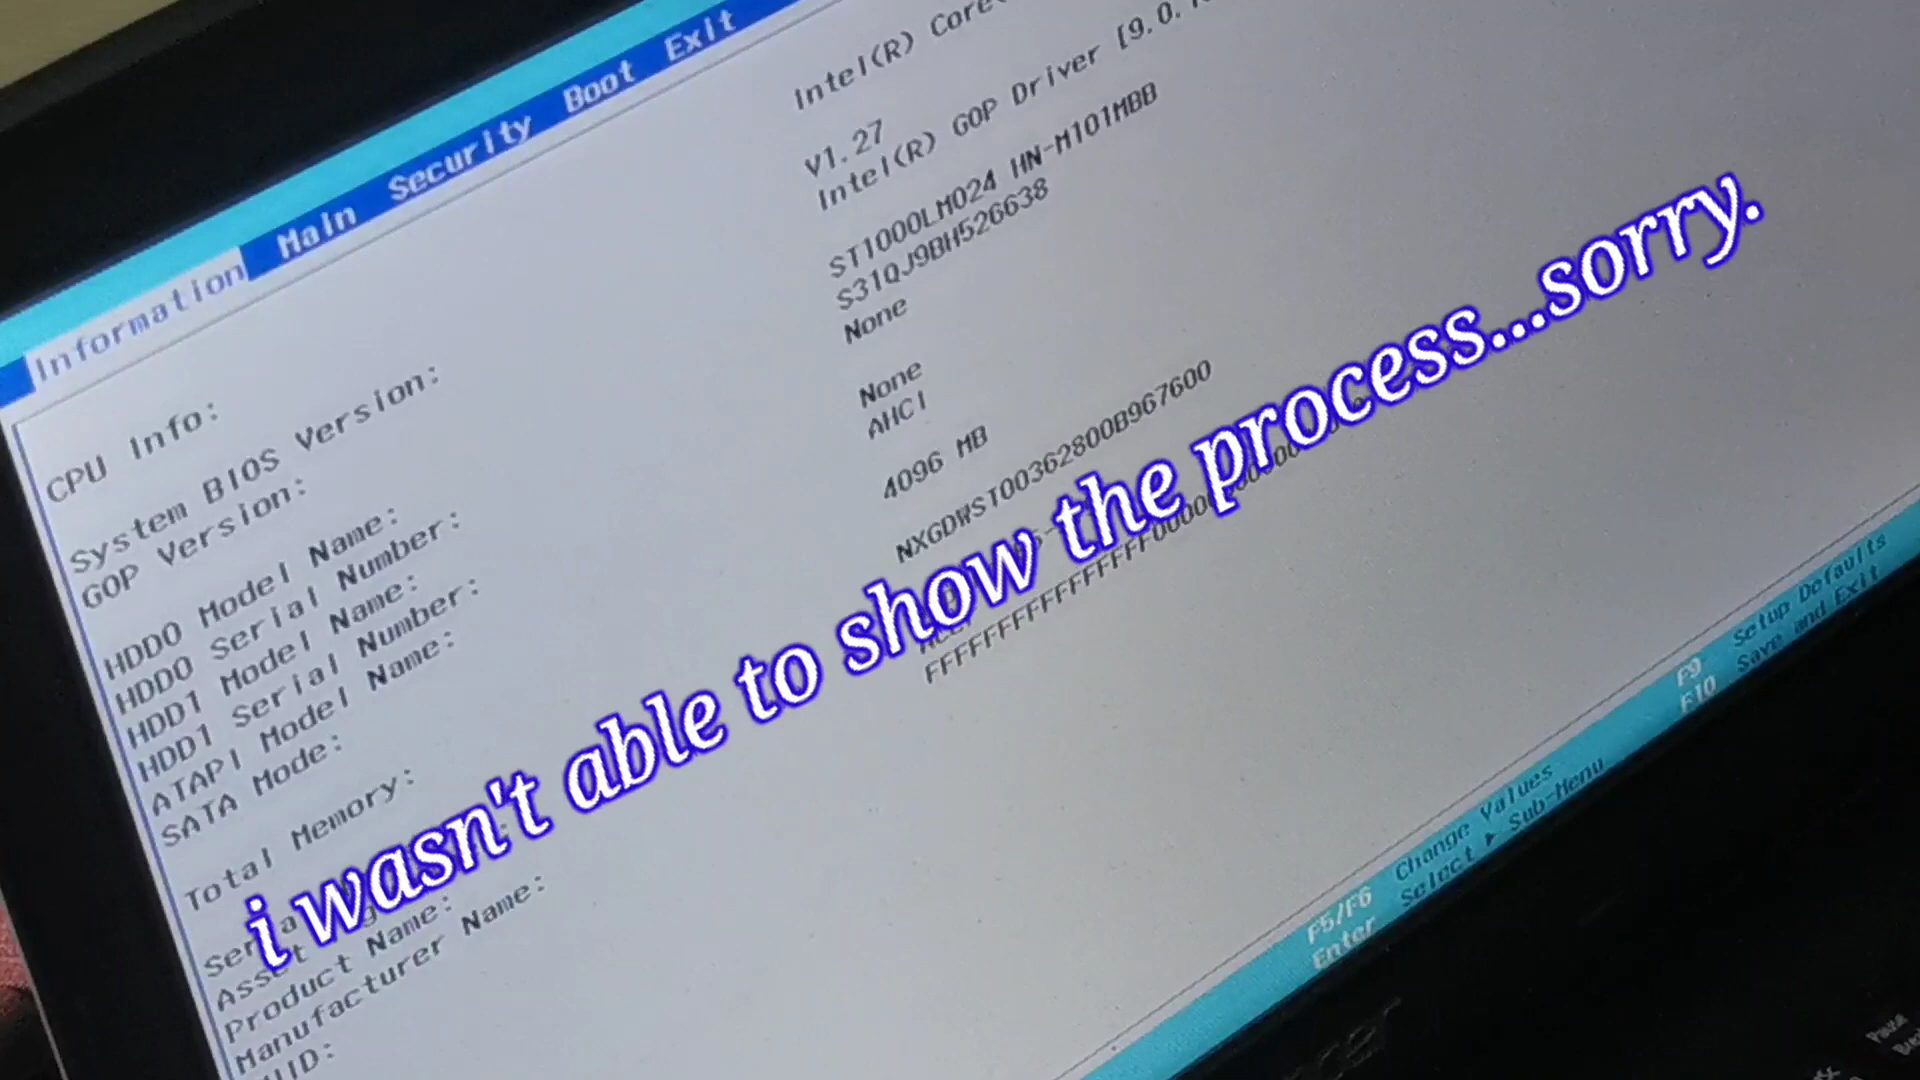 Information Main Security Boot Exit
CPU Info: Intel(R) Core
System BIOS Version: V1.27
GOP Version: Intel(R) GOP Driver [9.0.
HDD0 Model Name: ST1000LM024 HN-M101MBB
HDD0 Serial Number: S31QJ9BH526638
HDD1 Model Name: None
HDD1 Serial Number:
ATAPI Model Name: None
SATA Mode: AHCI
Total Memory: 4096 MB
NXGDWST00362800B967600
Asset Name:
Product Name:
Manufacturer Name:
i wasn't able to show the process...sorry.
F5/F6 Change Values
Enter Select ▸ Sub-Menu
F9 Setup Defaults
F10 Save and Exit